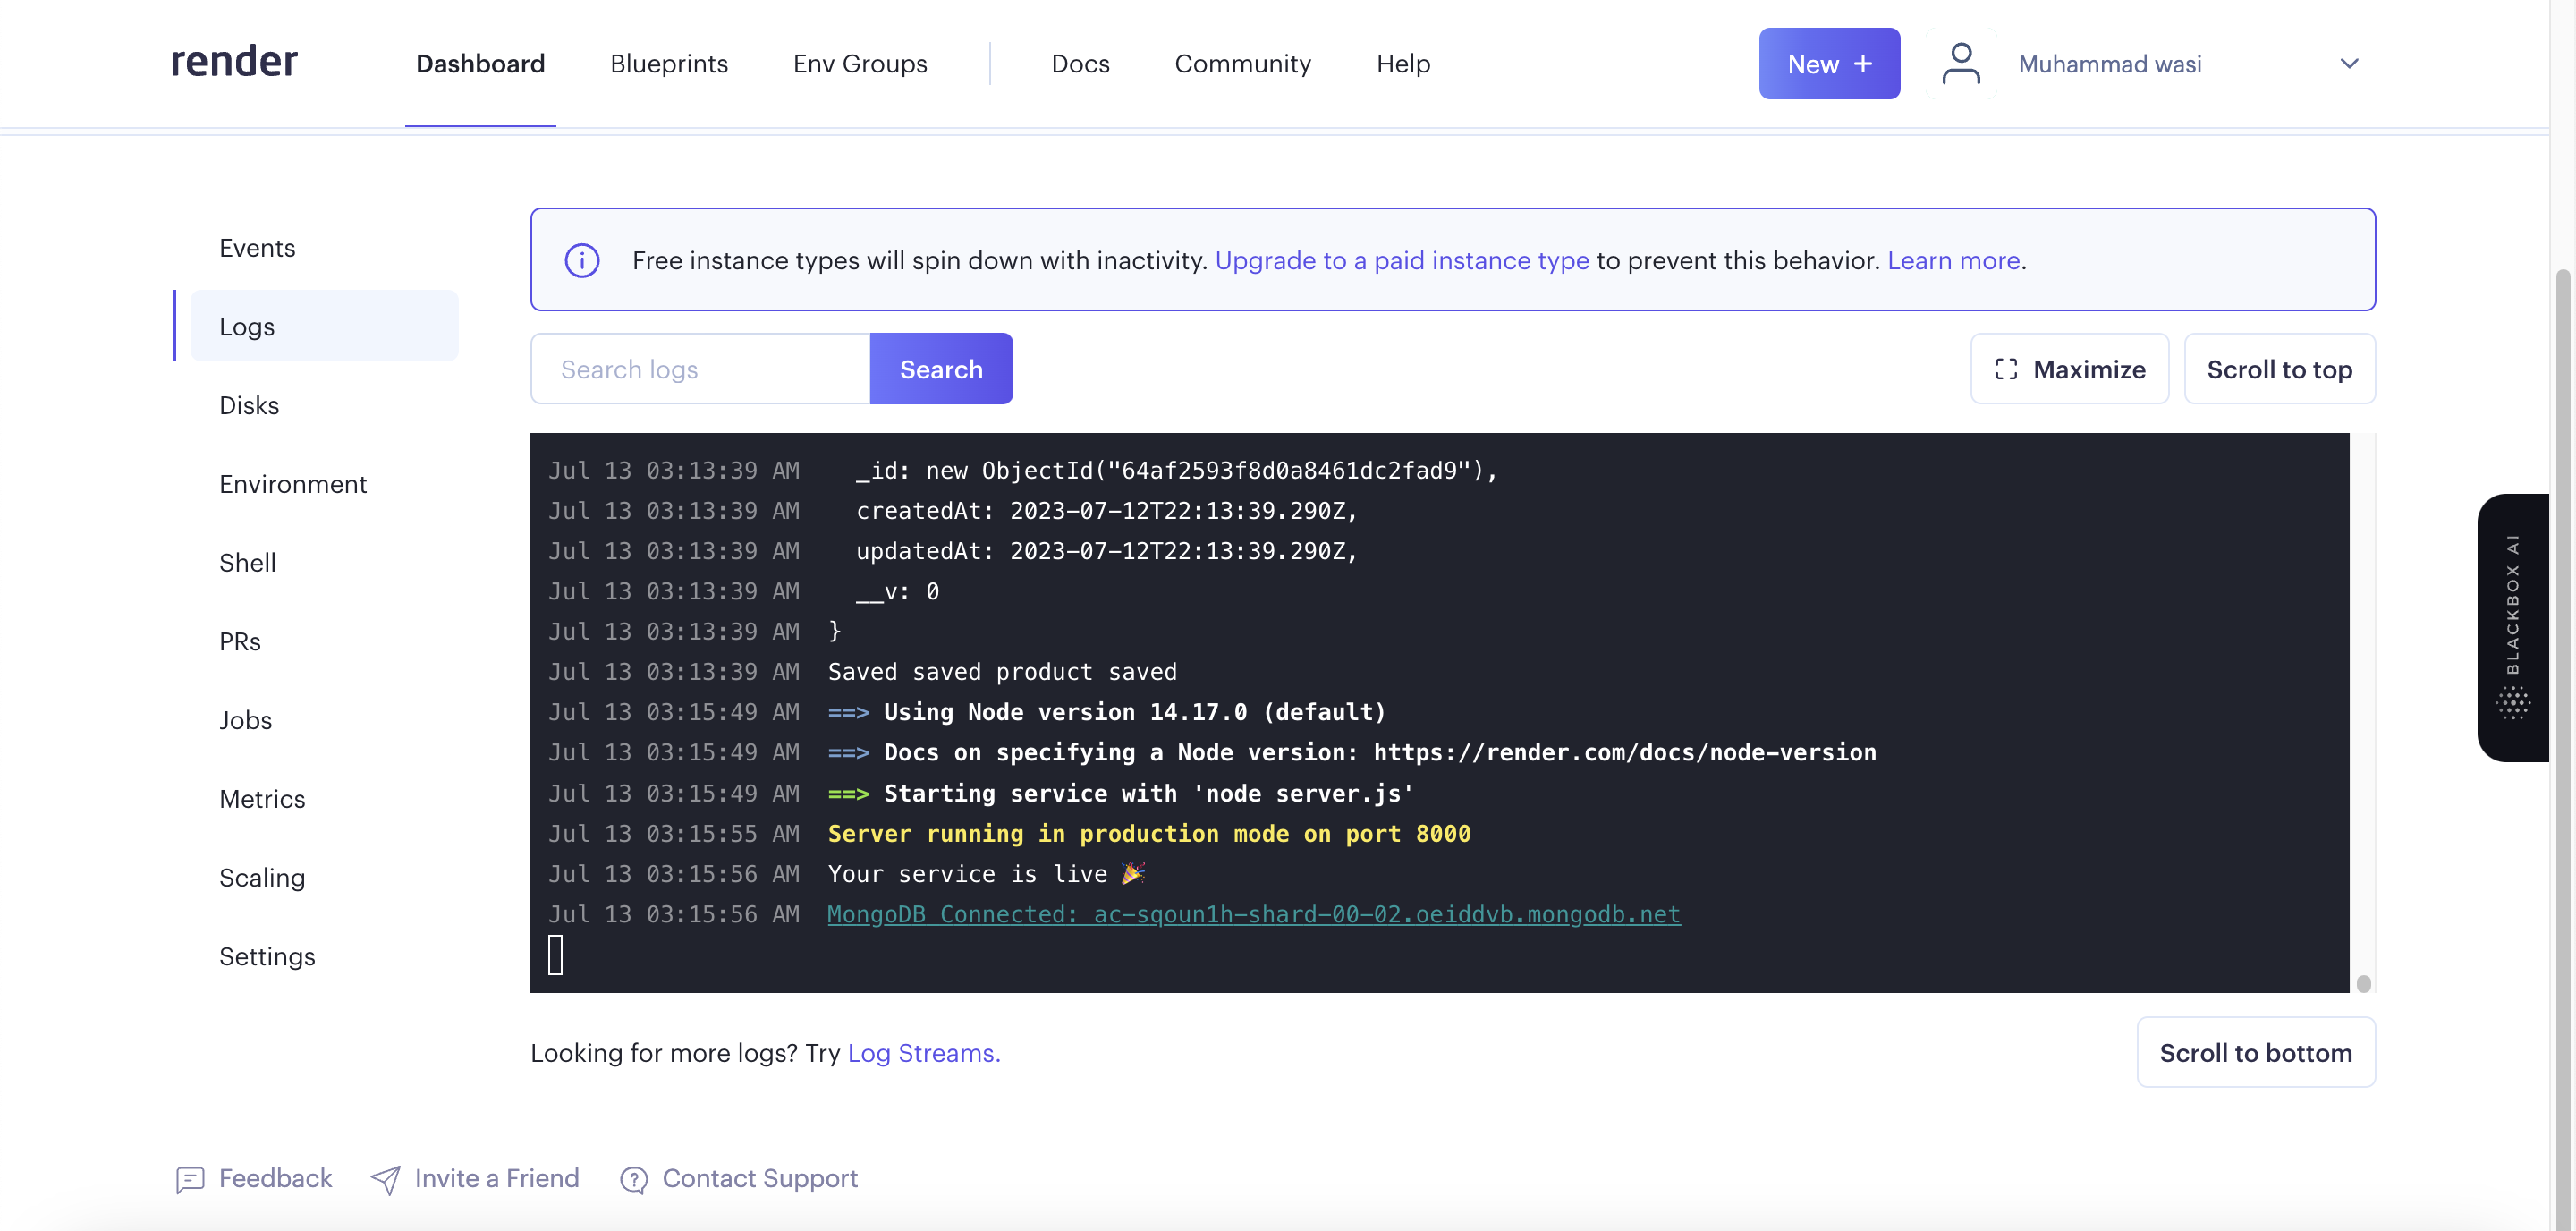 render Dashboard Blueprints Env Groups Docs Community Help New + Muhammad wasi
Events
Logs
Disks
Environment
Shell
PRs
Jobs
Metrics
Scaling
Settings
Free instance types will spin down with inactivity. Upgrade to a paid instance type to prevent this behavior. Learn more.
Search logs Search Maximize Scroll to top
Jul 13 03:13:39 AM _id: new ObjectId("64af2593f8d0a8461dc2fad9"),
Jul 13 03:13:39 AM createdAt: 2023-07-12T22:13:39.290Z,
Jul 13 03:13:39 AM updatedAt: 2023-07-12T22:13:39.290Z,
Jul 13 03:13:39 AM __v: 0
Jul 13 03:13:39 AM }
Jul 13 03:13:39 AM Saved saved product saved
Jul 13 03:15:49 AM ==> Using Node version 14.17.0 (default)
Jul 13 03:15:49 AM ==> Docs on specifying a Node version: https://render.com/docs/node-version
Jul 13 03:15:49 AM ==> Starting service with 'node server.js'
Jul 13 03:15:55 AM Server running in production mode on port 8000
Jul 13 03:15:56 AM Your service is live 🎉
Jul 13 03:15:56 AM MongoDB Connected: ac-sqoun1h-shard-00-02.oeiddvb.mongodb.net
Looking for more logs? Try Log Streams.
Scroll to bottom
BLACKBOX AI
Feedback Invite a Friend Contact Support